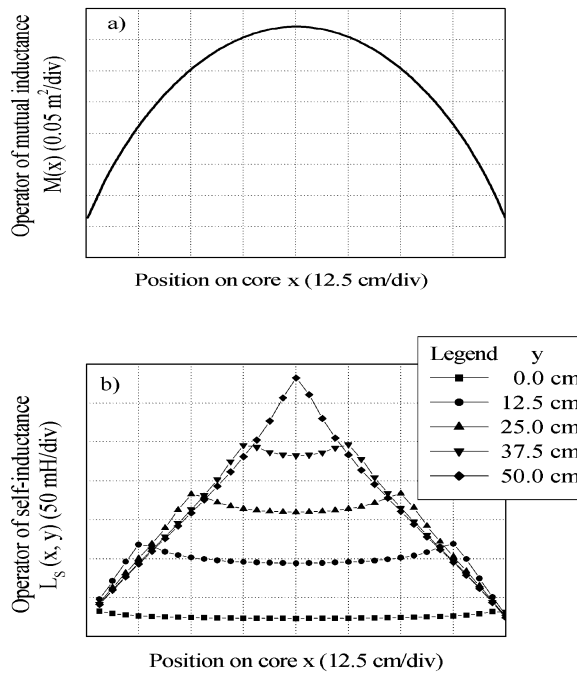 a)
Operator of mutual inductance
M(x) (0.05 m²/div)
Position on core x (12.5 cm/div)
b)
Operator of self-inductance
L_S (x, y) (50 mH/div)
Legend y
0.0 cm
12.5 cm
25.0 cm
37.5 cm
50.0 cm
Position on core x (12.5 cm/div)